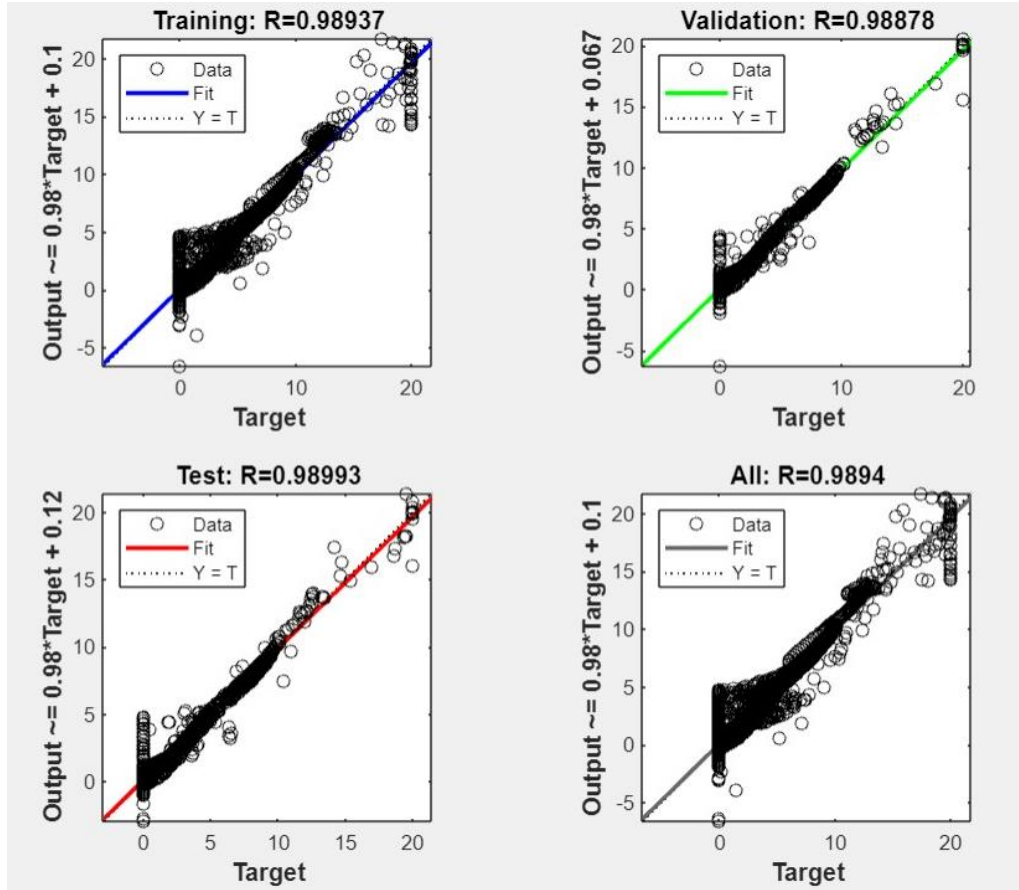 Training: R=0.98937
Output ~= 0.98*Target + 0.1
20
15
10
5
0
-5
Data
Fit
Y = T
0
10
20
Target
Validation: R=0.98878
Output ~= 0.98*Target + 0.067
20
15
10
5
0
-5
Data
Fit
Y = T
0
10
20
Target
Test: R=0.98993
Output ~= 0.98*Target + 0.12
20
15
10
5
0
Data
Fit
Y = T
0
5
10
15
20
Target
All: R=0.9894
Output ~= 0.98*Target + 0.1
20
15
10
5
0
-5
Data
Fit
Y = T
0
10
20
Target